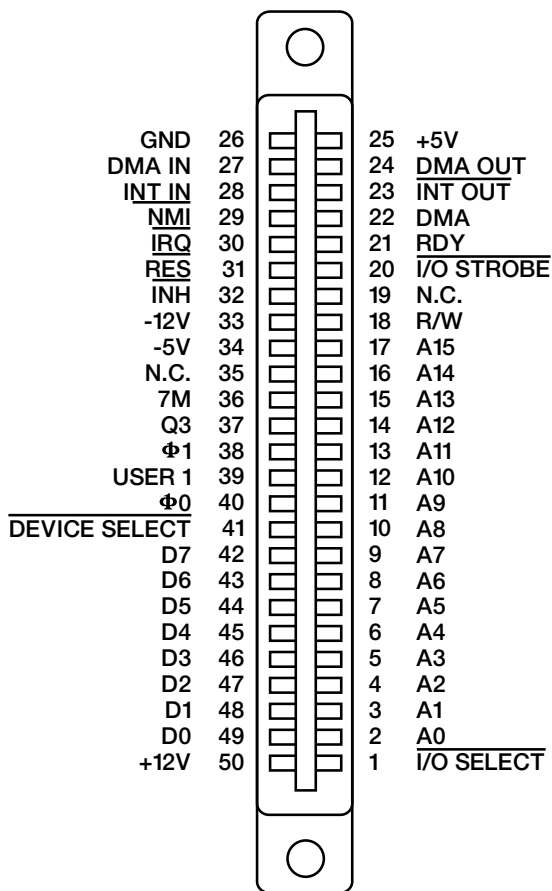 GND 26 25 +5V
DMA IN 27 24 DMA OUT
INT IN 28 23 INT OUT
NMI 29 22 DMA
IRQ 30 21 RDY
RES 31 20 I/O STROBE
INH 32 19 N.C.
-12V 33 18 R/W
-5V 34 17 A15
N.C. 35 16 A14
7M 36 15 A13
Q3 37 14 A12
Φ1 38 13 A11
USER 1 39 12 A10
Φ0 40 11 A9
DEVICE SELECT 41 10 A8
D7 42 9 A7
D6 43 8 A6
D5 44 7 A5
D4 45 6 A4
D3 46 5 A3
D2 47 4 A2
D1 48 3 A1
D0 49 2 A0
+12V 50 1 I/O SELECT